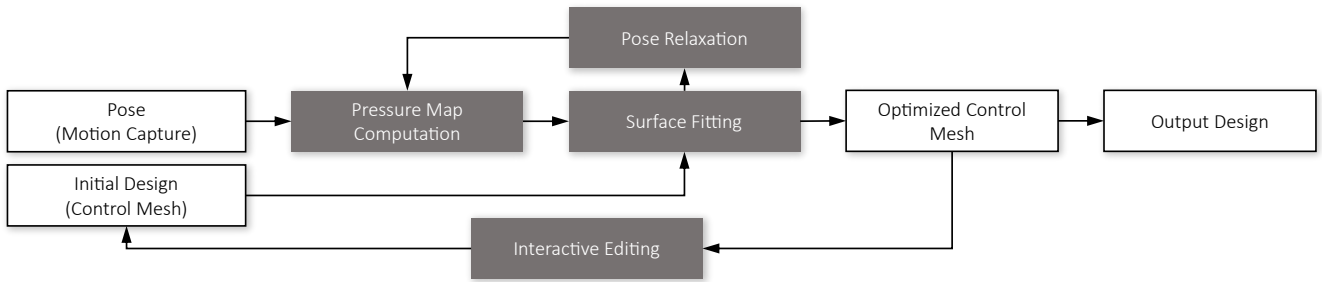 Pose Relaxation
Pose
(Motion Capture)
Pressure Map
Computation
Surface Fitting
Optimized Control
Mesh
Output Design
Initial Design
(Control Mesh)
Interactive Editing